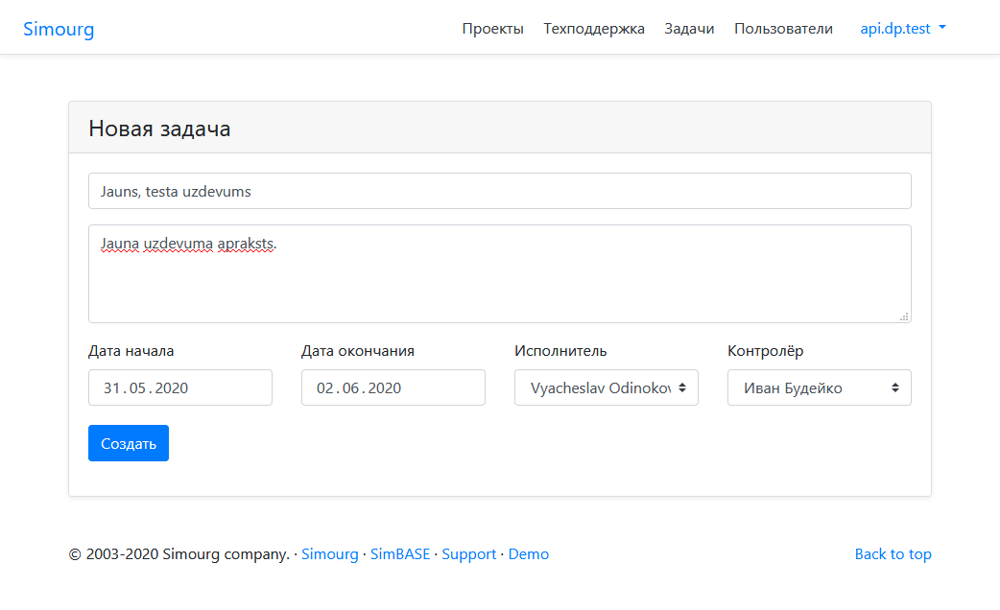 Simourg Проекты Техподдержка Задачи Пользователи api.dp.test
Новая задача
Jauns, testa uzdevums
Jauna uzdevuma apraksts.
Дата начала Дата окончания Исполнитель Контролёр
31.05.2020 02.06.2020 Vyacheslav Odinokov Иван Будейко
Создать
© 2003-2020 Simourg company. · Simourg · SimBASE · Support · Demo Back to top